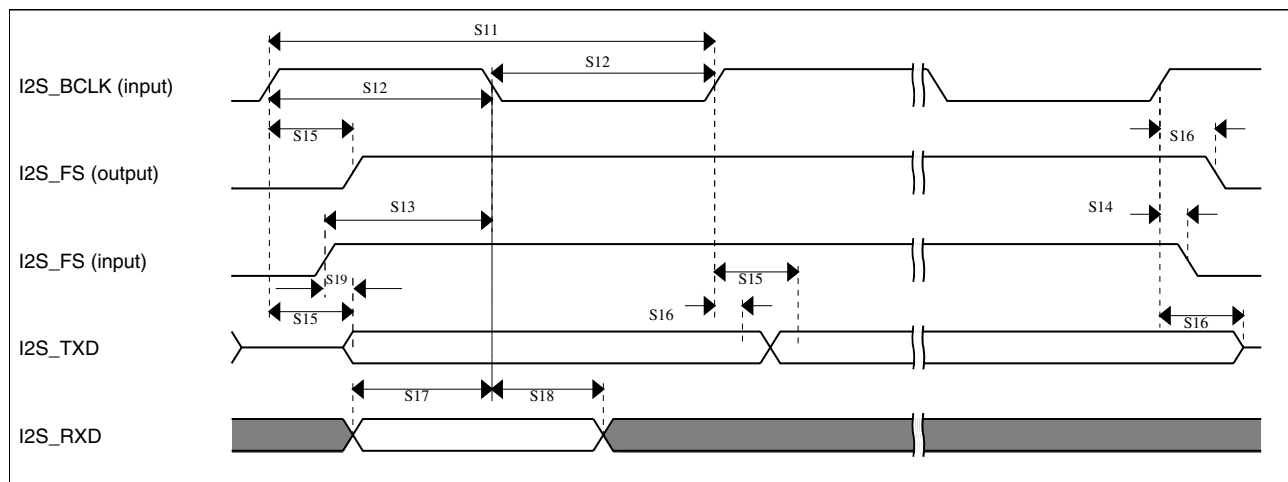 S11
I2S_BCLK (input)
S12
S12
S15
S16
I2S_FS (output)
S13
S14
I2S_FS (input)
S19
S15
S15
S16
S16
I2S_TXD
S17
S18
I2S_RXD